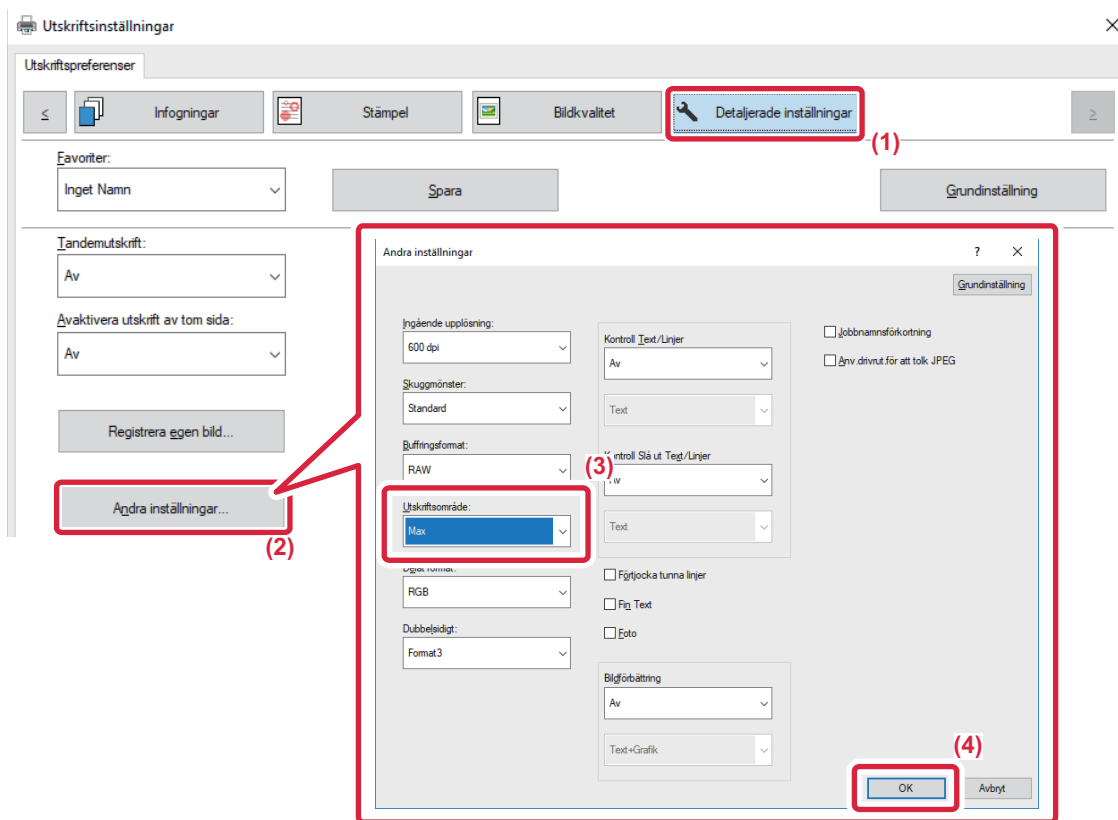 Utskriftsinställningar
Utskriftspreferenser
<
Infogningar
Stämpel
Bildkvalitet
Detaljerade inställningar
>
(1)
Favoriter:
Inget Namn
Spara
Grundinställning
Tandemutskrift:
Av
Avaktivera utskrift av tom sida:
Av
Registrera egen bild...
Andra inställningar...
(2)
Andra inställningar
?
Grundinställning
Ingående upplösning:
600 dpi
Skuggmönster:
Standard
Buffringsformat:
RAW
(3)
Utskriftsområde:
Max
Delat format:
RGB
Dubbelsidigt:
Format3
Kontroll Text/Linjer
Av
Text
Kontroll Slå ut Text/Linjer
Av
Text
Förtjocka tunna linjer
Fin Text
Foto
Bildförbättring
Av
Text+Grafik
Jobbnamnsförkortning
Anv.drivrut.för att tolk JPEG
(4)
OK
Avbryt